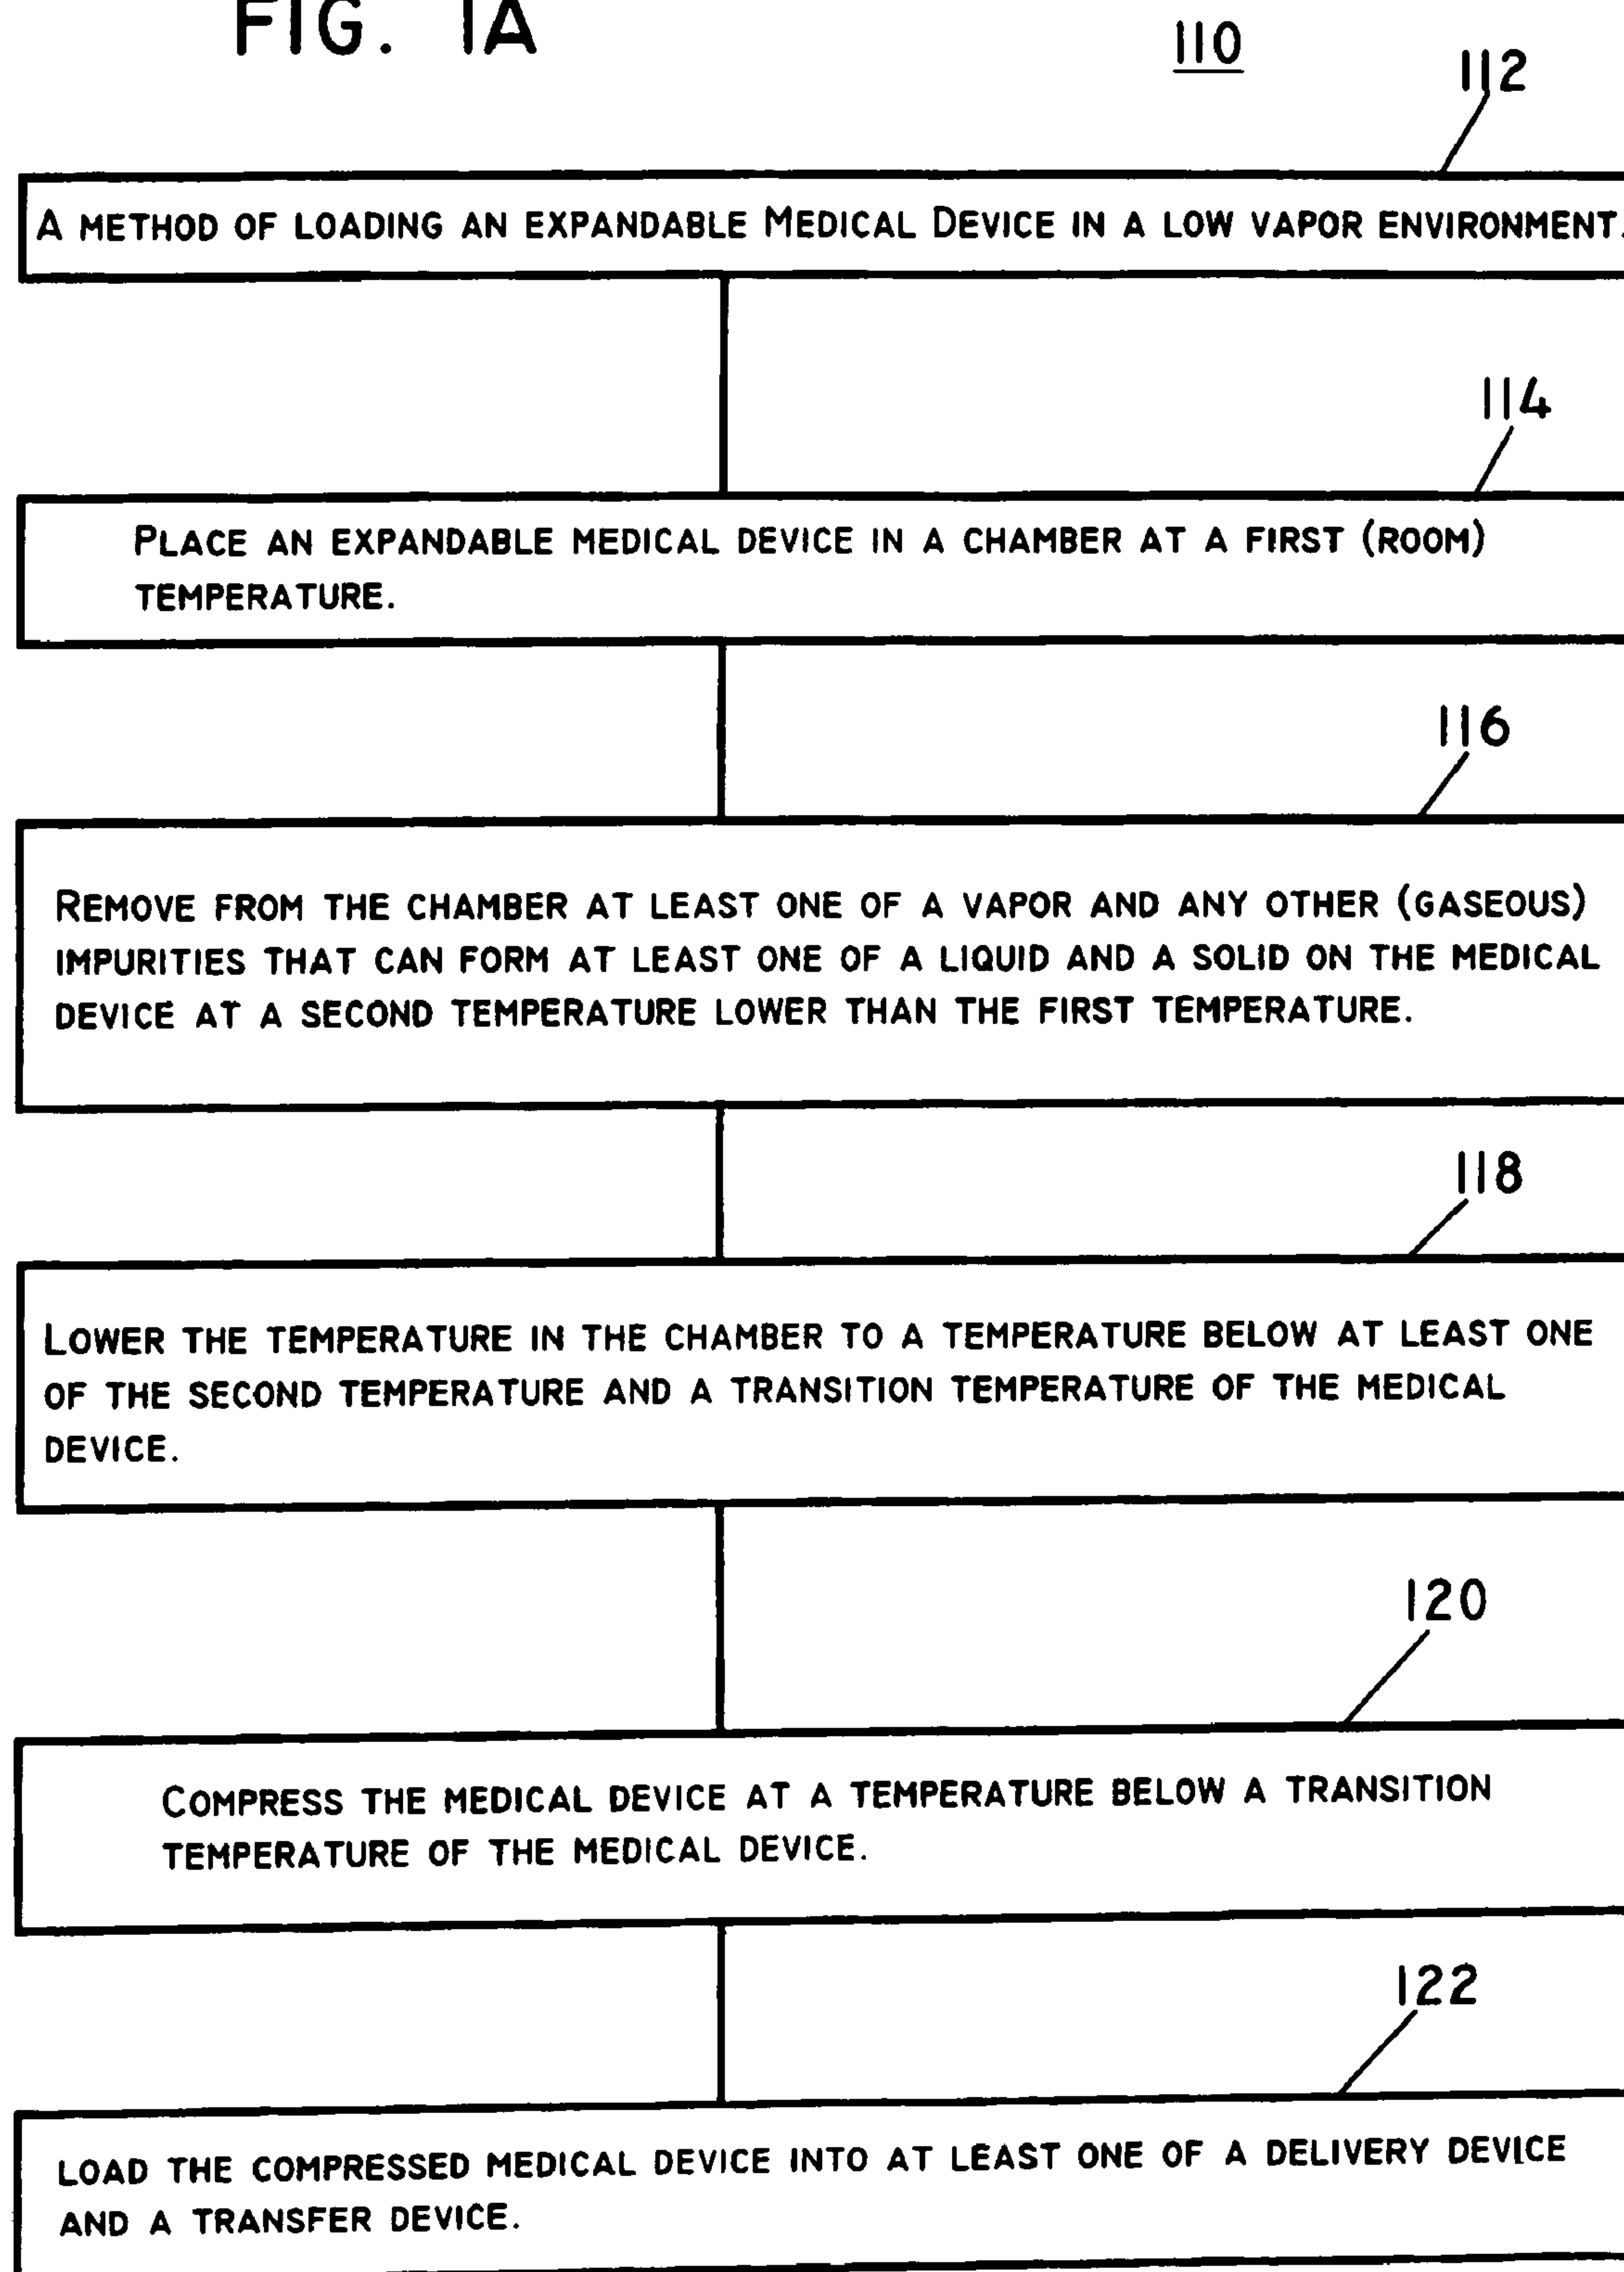 FIG. 1A
110
112
A METHOD OF LOADING AN EXPANDABLE MEDICAL DEVICE IN A LOW VAPOR ENVIRONMENT.
114
PLACE AN EXPANDABLE MEDICAL DEVICE IN A CHAMBER AT A FIRST (ROOM)
TEMPERATURE.
116
REMOVE FROM THE CHAMBER AT LEAST ONE OF A VAPOR AND ANY OTHER (GASEOUS)
IMPURITIES THAT CAN FORM AT LEAST ONE OF A LIQUID AND A SOLID ON THE MEDICAL
DEVICE AT A SECOND TEMPERATURE LOWER THAN THE FIRST TEMPERATURE.
118
LOWER THE TEMPERATURE IN THE CHAMBER TO A TEMPERATURE BELOW AT LEAST ONE
OF THE SECOND TEMPERATURE AND A TRANSITION TEMPERATURE OF THE MEDICAL
DEVICE.
120
COMPRESS THE MEDICAL DEVICE AT A TEMPERATURE BELOW A TRANSITION
TEMPERATURE OF THE MEDICAL DEVICE.
122
LOAD THE COMPRESSED MEDICAL DEVICE INTO AT LEAST ONE OF A DELIVERY DEVICE
AND A TRANSFER DEVICE.